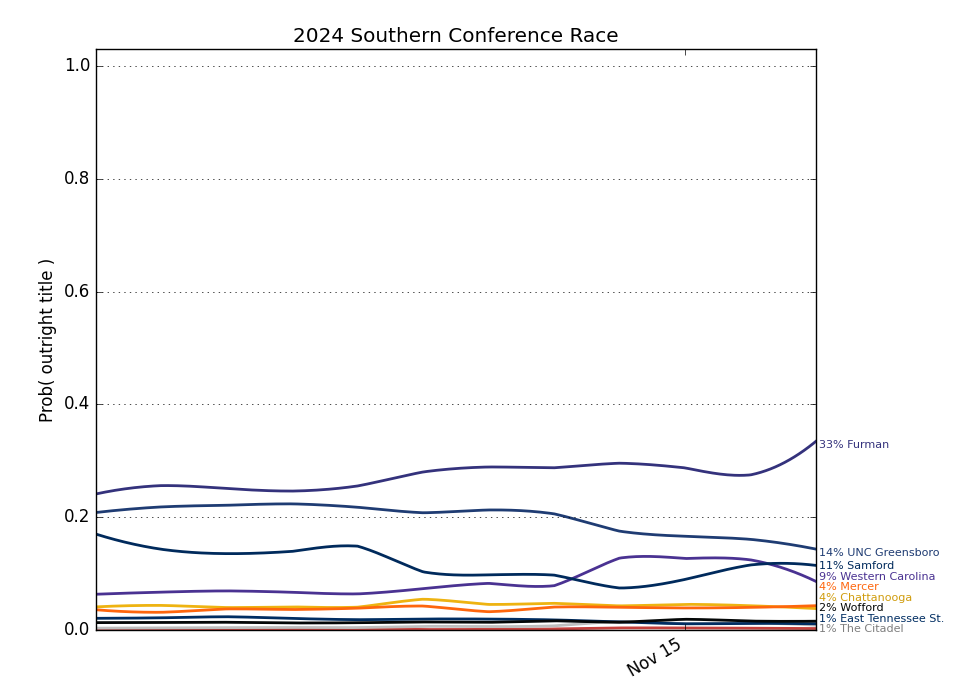 2024 Southern Conference Race
Prob( outright title )
1.0
0.8
0.6
0.4
0.2
0.0
Nov 15
33% Furman
14% UNC Greensboro
11% Samford
9% Western Carolina
4% Mercer
4% Chattanooga
2% Wofford
1% East Tennessee St.
1% The Citadel